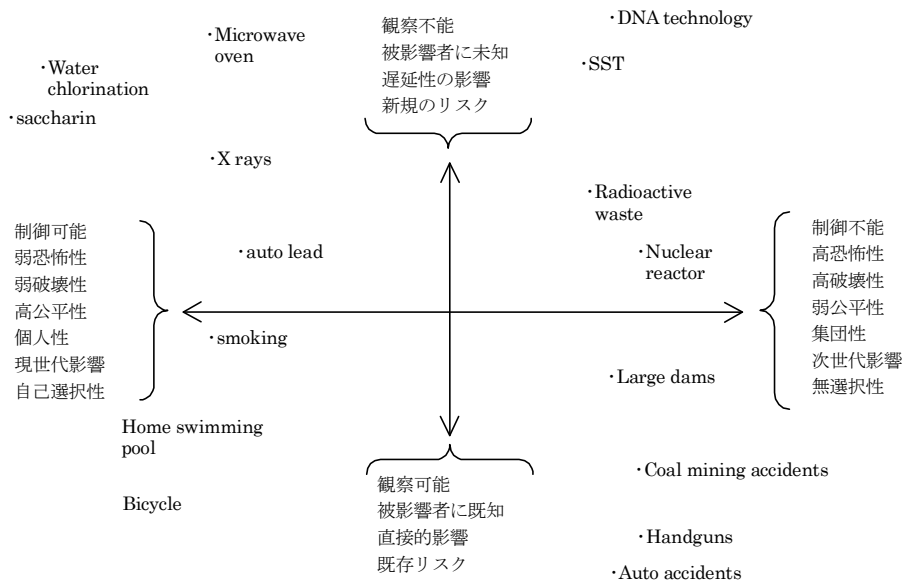 ・DNA technology
・Microwave
oven
観察不能
被影響者に未知
遅延性の影響
新規のリスク
・SST
・Water
chlorination
・saccharin
・X rays
・Radioactive
waste
制御可能
弱恐怖性
弱破壊性
高公平性
個人性
現世代影響
自己選択性
・auto lead
・Nuclear
reactor
制御不能
高恐怖性
高破壊性
弱公平性
集団性
次世代影響
無選択性
・smoking
・Large dams
Home swimming
pool
Bicycle
観察可能
被影響者に既知
直接的影響
既存リスク
・Coal mining accidents
・Handguns
・Auto accidents